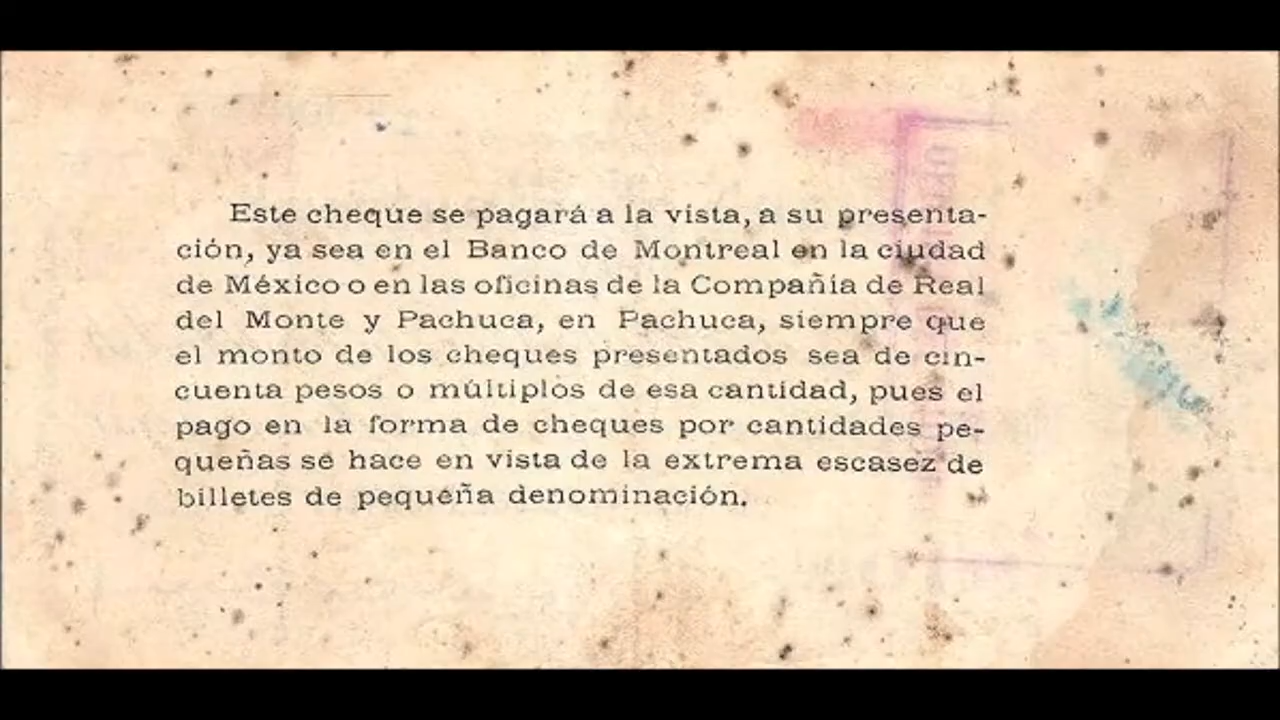 Este cheque se pagará a la vista, a su presenta-
ción, ya sea en el Banco de Montreal en la ciudad
de México o en las oficinas de la Compañía de Real
del Monte y Pachuca, en Pachuca, siempre que
el monto de los cheques presentados sea de cin-
cuenta pesos o múltiplos de esa cantidad, pues el
pago en la forma de cheques por cantidades pe-
queñas se hace en vista de la extrema escasez de
billetes de pequeña denominación.